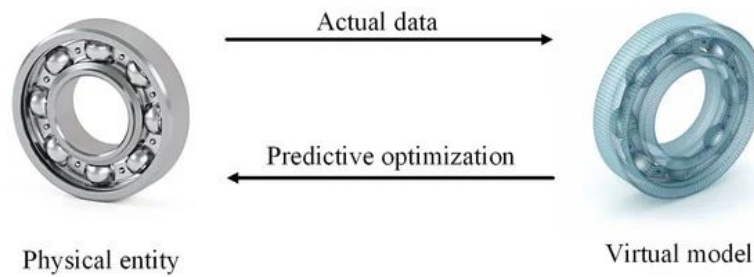 Actual data
Predictive optimization
Physical entity
Virtual model